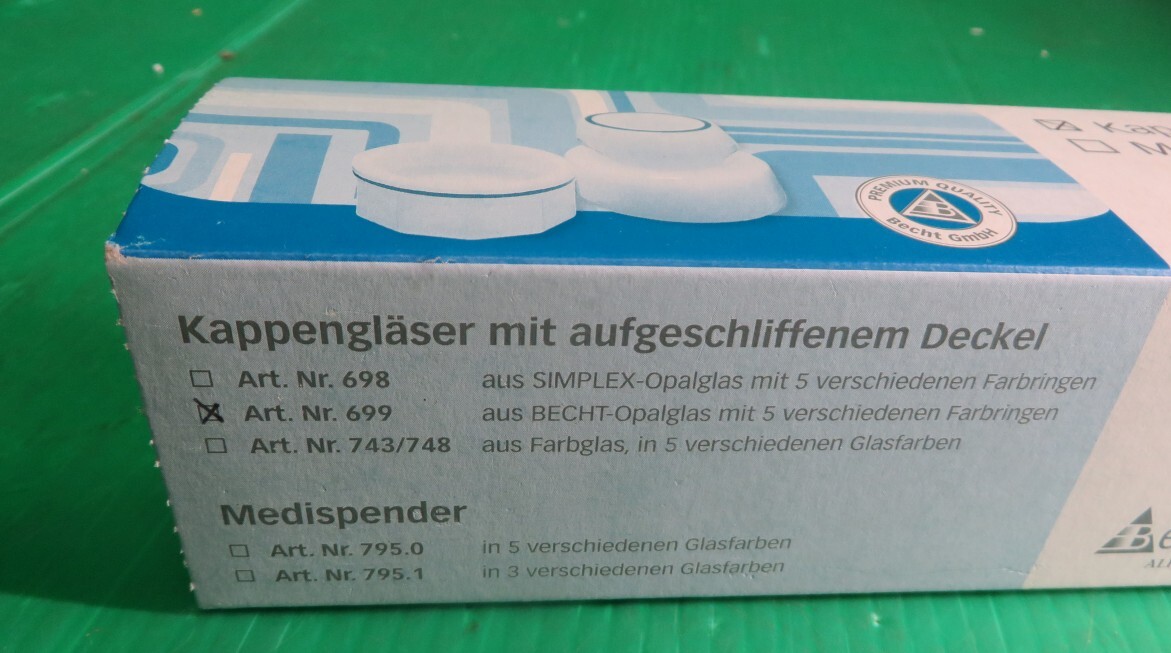 PREMIUM QUALITY
Becht GmbH
Kappengläser mit aufgeschliffenem Deckel
Art. Nr. 698 aus SIMPLEX-Opalglas mit 5 verschiedenen Farbringen
Art. Nr. 699 aus BECHT-Opalglas mit 5 verschiedenen Farbringen
Art. Nr. 743/748 aus Farbglas, in 5 verschiedenen Glasfarben
Medispender
Art. Nr. 795.0 in 5 verschiedenen Glasfarben
Art. Nr. 795.1 in 3 verschiedenen Glasfarben